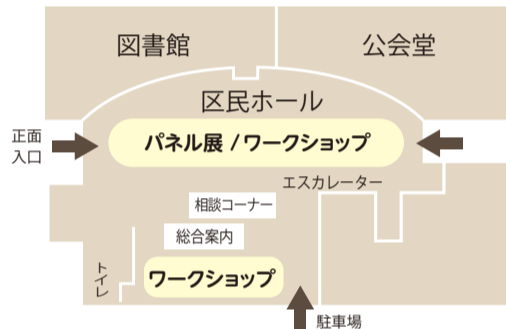 図書館
公会堂
区民ホール
正面
入口
パネル展 / ワークショップ
エスカレーター
相談コーナー
総合案内
トイレ
ワークショップ
駐車場